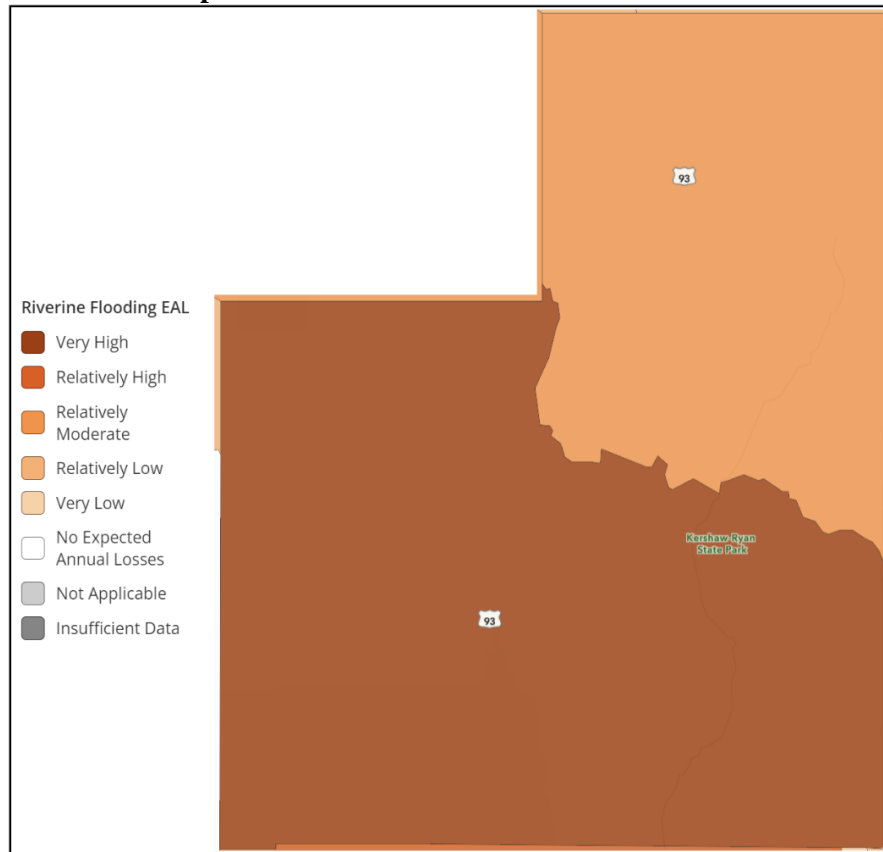 93
Riverine Flooding EAL
Very High
Relatively High
Relatively
Moderate
Relatively Low
Very Low
No Expected
Annual Losses
Not Applicable
Insufficient Data
Kershaw-Ryan
State Park
93